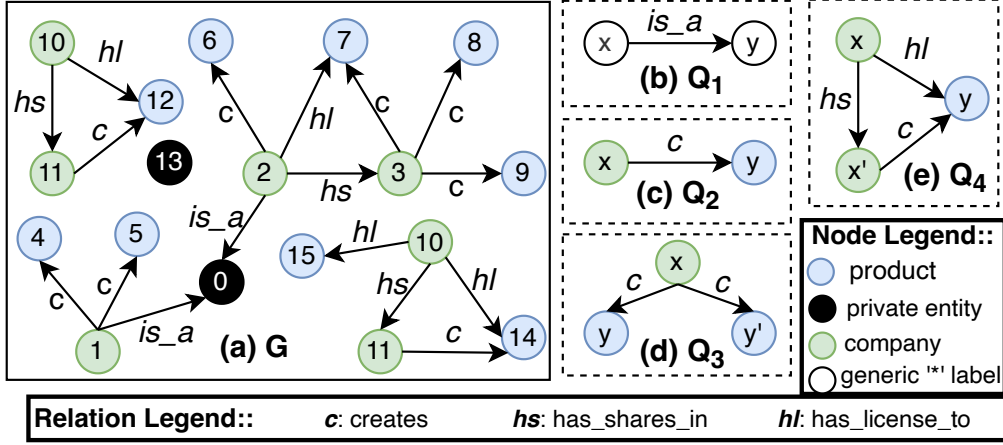 10
hl
hs
12
c
11
13
6
7
8
c
hl
c
c
2
hs
3
c
9
is_a
4
5
c
c
0
is_a
1
(a) G
15
hl
10
hs
hl
c
11
14
x
is_a
y
(b) Q1
x
c
y
(c) Q2
x
c
c
y
y'
(d) Q3
x
hl
hs
y
c
x'
(e) Q4
Node Legend::
product
private entity
company
generic '*' label
Relation Legend:: c: creates hs: has_shares_in hl: has_license_to